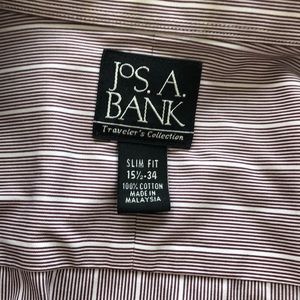 JOS. A.
BANK
Traveler's Collection
SLIM FIT
15½-34
100% COTTON
MADE IN
MALAYSIA